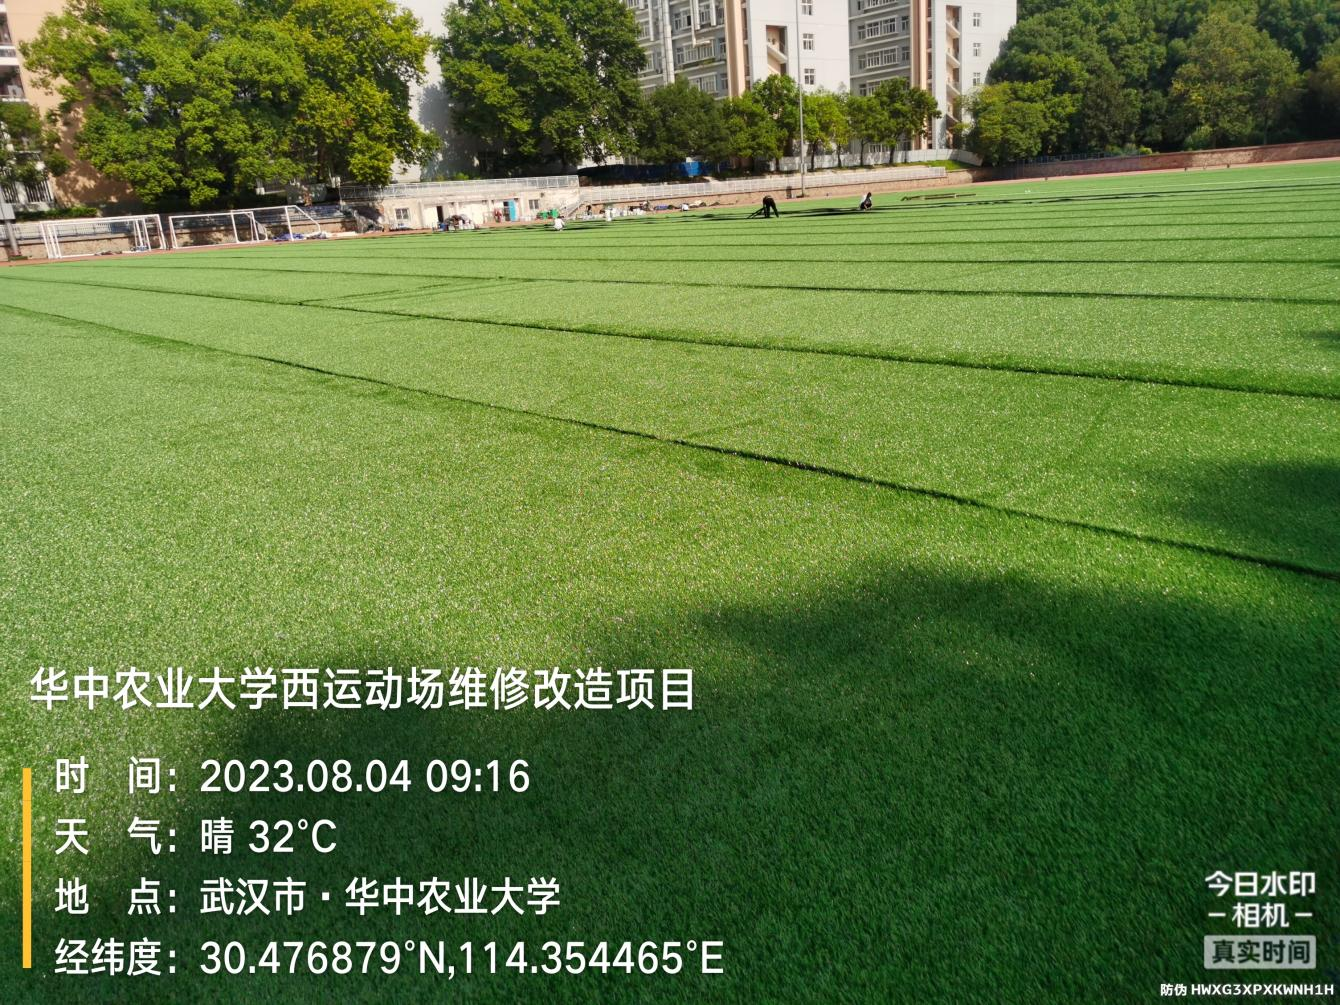 华中农业大学西运动场维修改造项目
时 间：2023.08.04 09:16
天 气：晴 32°C
地 点：武汉市·华中农业大学
经纬度：30.476879°N,114.354465°E
今日水印
相机
真实时间
防伪 HWXG3XPXKWNH1H